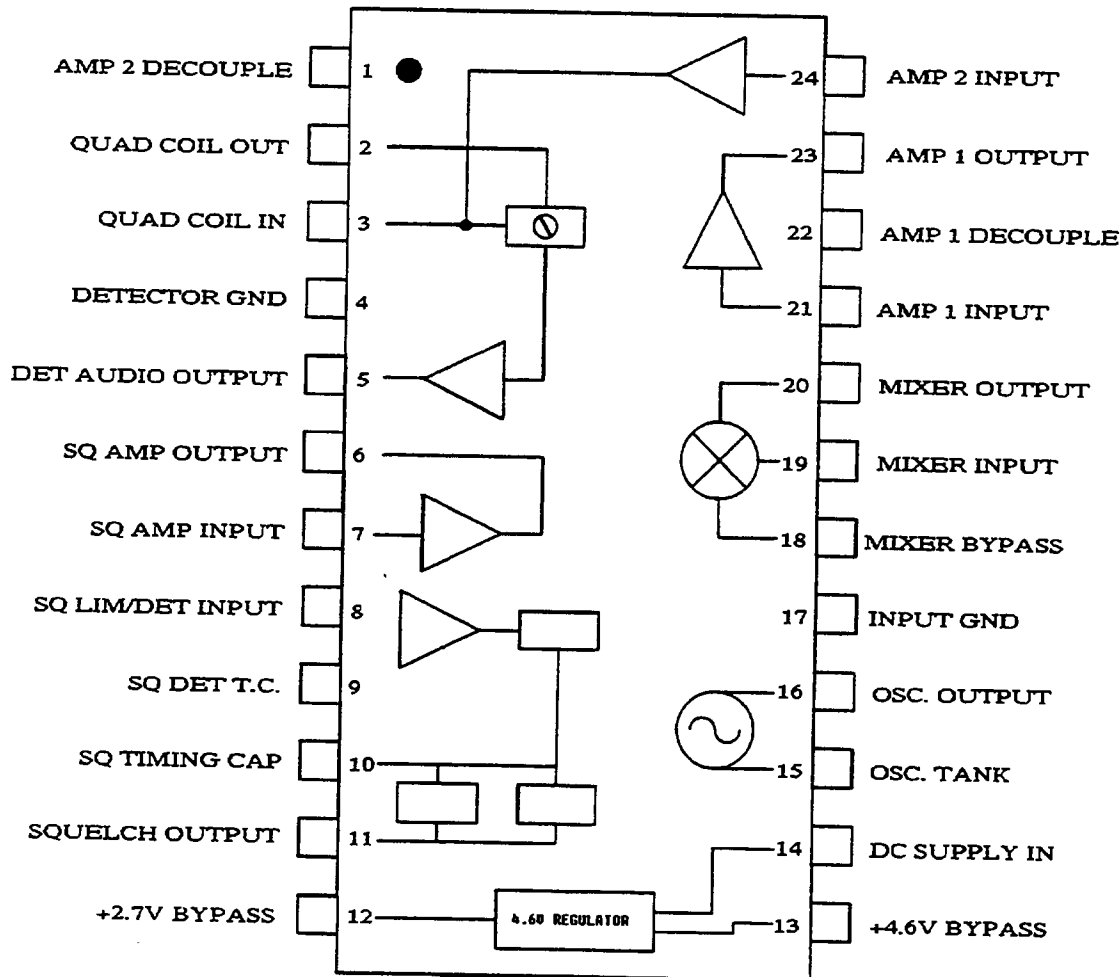 AMP 2 DECOUPLE 1 24 AMP 2 INPUT
QUAD COIL OUT 2 23 AMP 1 OUTPUT
QUAD COIL IN 3 22 AMP 1 DECOUPLE
DETECTOR GND 4 21 AMP 1 INPUT
DET AUDIO OUTPUT 5 20 MIXER OUTPUT
SQ AMP OUTPUT 6 19 MIXER INPUT
SQ AMP INPUT 7 18 MIXER BYPASS
SQ LIM/DET INPUT 8 17 INPUT GND
SQ DET T.C. 9 16 OSC. OUTPUT
SQ TIMING CAP 10 15 OSC. TANK
SQUELCH OUTPUT 11 14 DC SUPPLY IN
+2.7V BYPASS 12 4.6V REGULATOR 13 +4.6V BYPASS